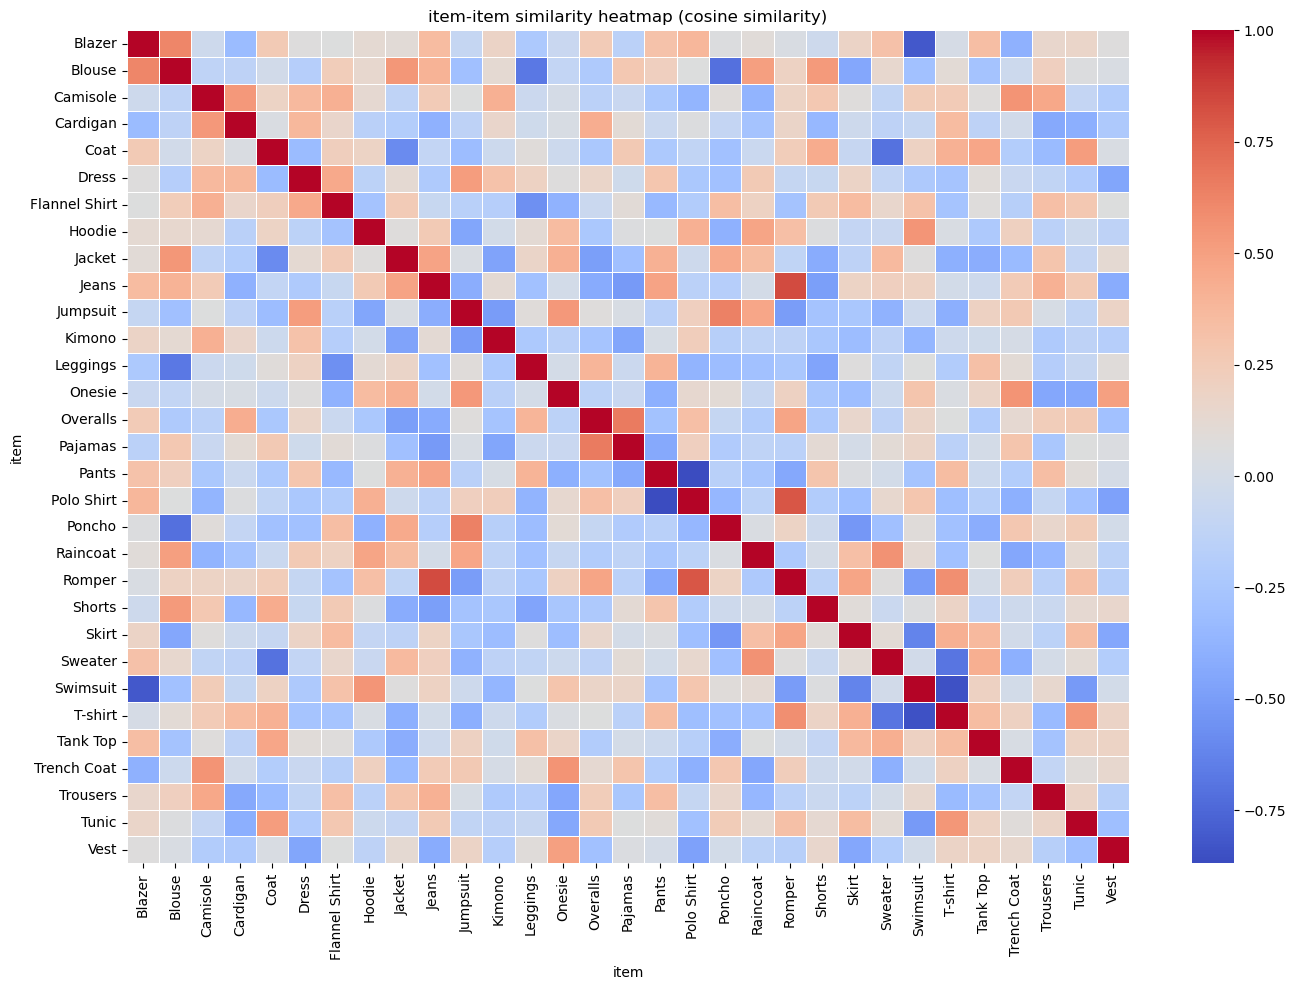 item-item similarity heatmap (cosine similarity)
Blazer
Blouse
Camisole
Cardigan
Coat
Dress
Flannel Shirt
Hoodie
Jacket
Jeans
Jumpsuit
Kimono
Leggings
Onesie
Overalls
Pajamas
Pants
Polo Shirt
Poncho
Raincoat
Romper
Shorts
Skirt
Sweater
Swimsuit
T-shirt
Tank Top
Trench Coat
Trousers
Tunic
Vest
item
Blazer
Blouse
Camisole
Cardigan
Coat
Dress
Flannel Shirt
Hoodie
Jacket
Jeans
Jumpsuit
Kimono
Leggings
Onesie
Overalls
Pajamas
Pants
Polo Shirt
Poncho
Raincoat
Romper
Shorts
Skirt
Sweater
Swimsuit
T-shirt
Tank Top
Trench Coat
Trousers
Tunic
Vest
item
1.00
0.75
0.50
0.25
0.00
−0.25
−0.50
−0.75